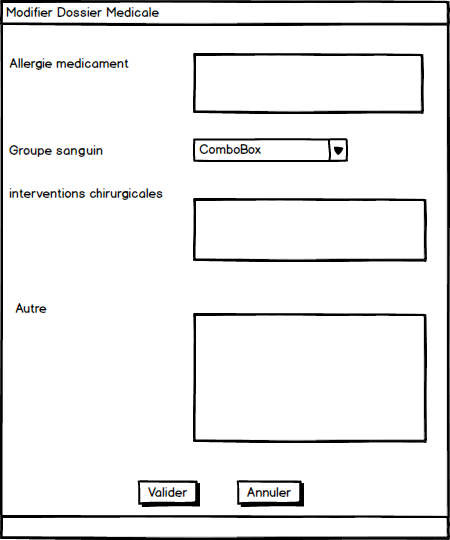 Modifier Dossier Medicale
Allergie medicament
Groupe sanguin
ComboBox
interventions chirurgicales
Autre
Valider
Annuler